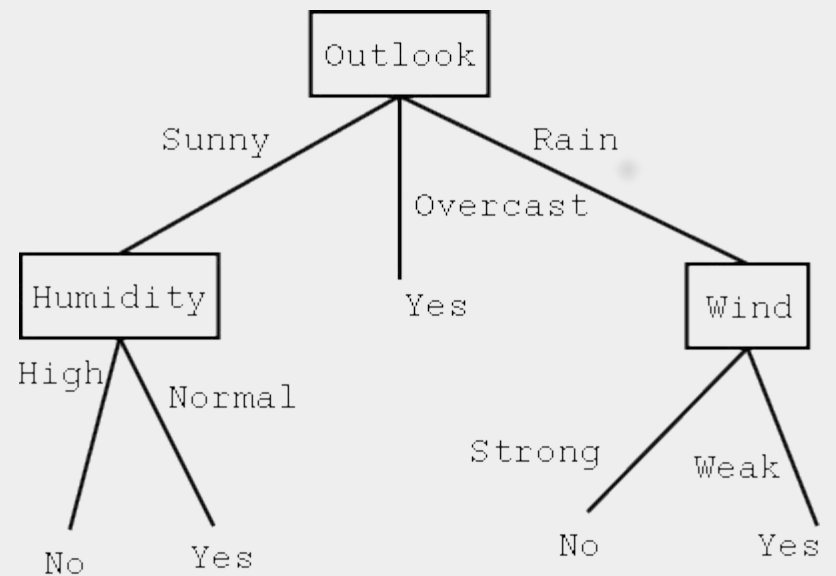 Outlook
Sunny
Rain
Overcast
Humidity
Yes
Wind
High
Normal
Strong
Weak
No
Yes
No
Yes